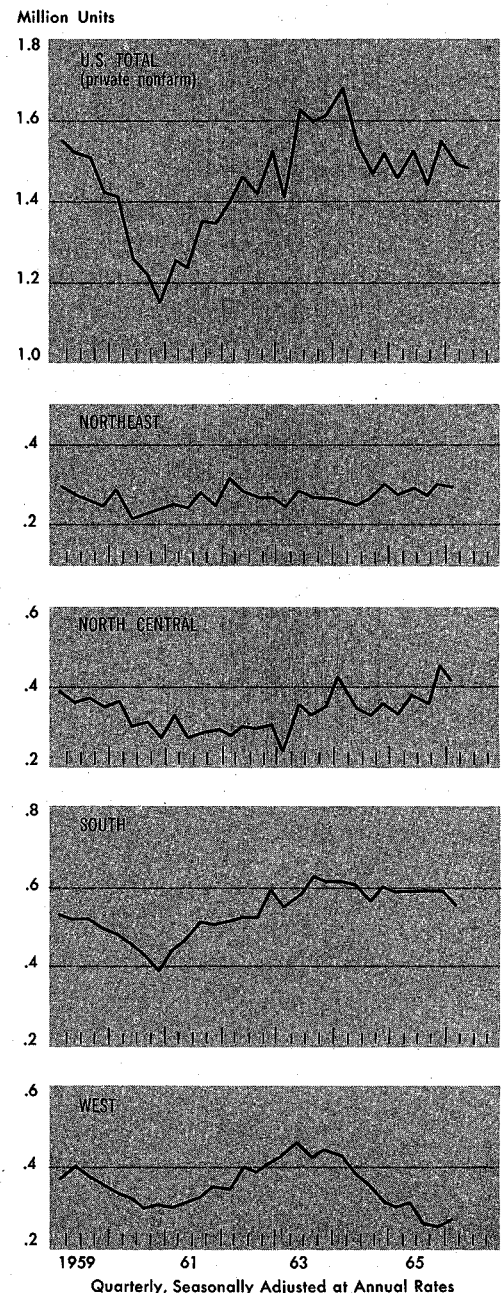 Million Units
1.8
U.S. TOTAL
(private nonfarm)
1.6
1.4
1.2
1.0
NORTHEAST
.4
.2
.6
NORTH CENTRAL
.4
.2
.8
SOUTH
.6
.4
.2
.6
WEST
.4
.2
1959 61 63 65
Quarterly, Seasonally Adjusted at Annual Rates